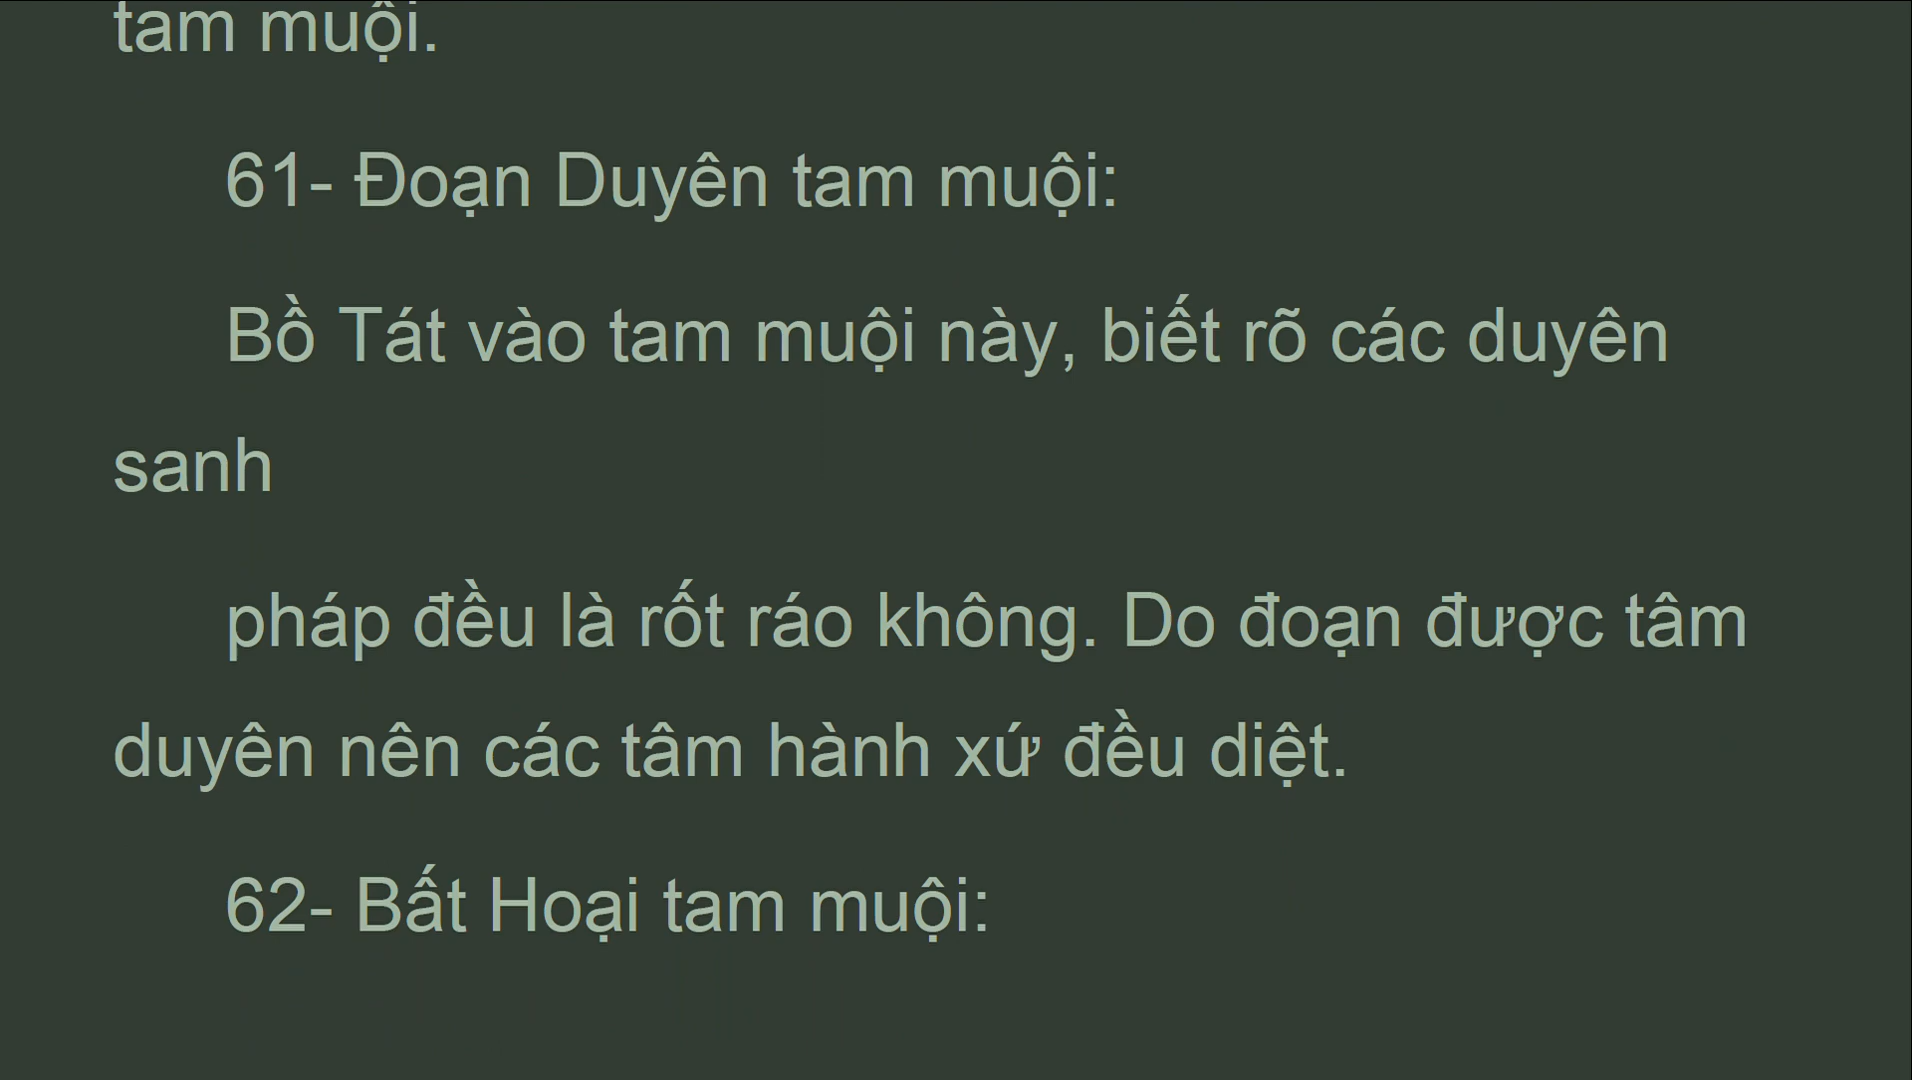 tam muội.
61- Đoạn Duyên tam muội:
Bồ Tát vào tam muội này, biết rõ các duyên
sanh
pháp đều là rốt ráo không. Do đoạn được tâm
duyên nên các tâm hành xứ đều diệt.
62- Bất Hoại tam muội: